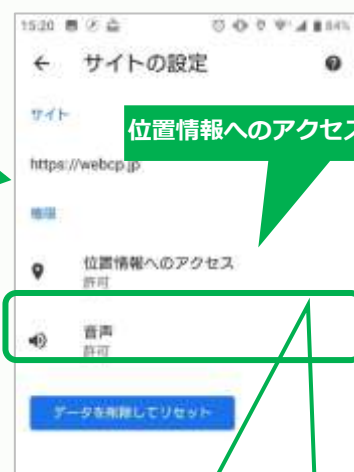 15:20 84%
サイトの設定
サイト
位置情報へのアクセス
https://webcp.jp
権限
位置情報へのアクセス
許可
音声
許可
データを削除してリセット